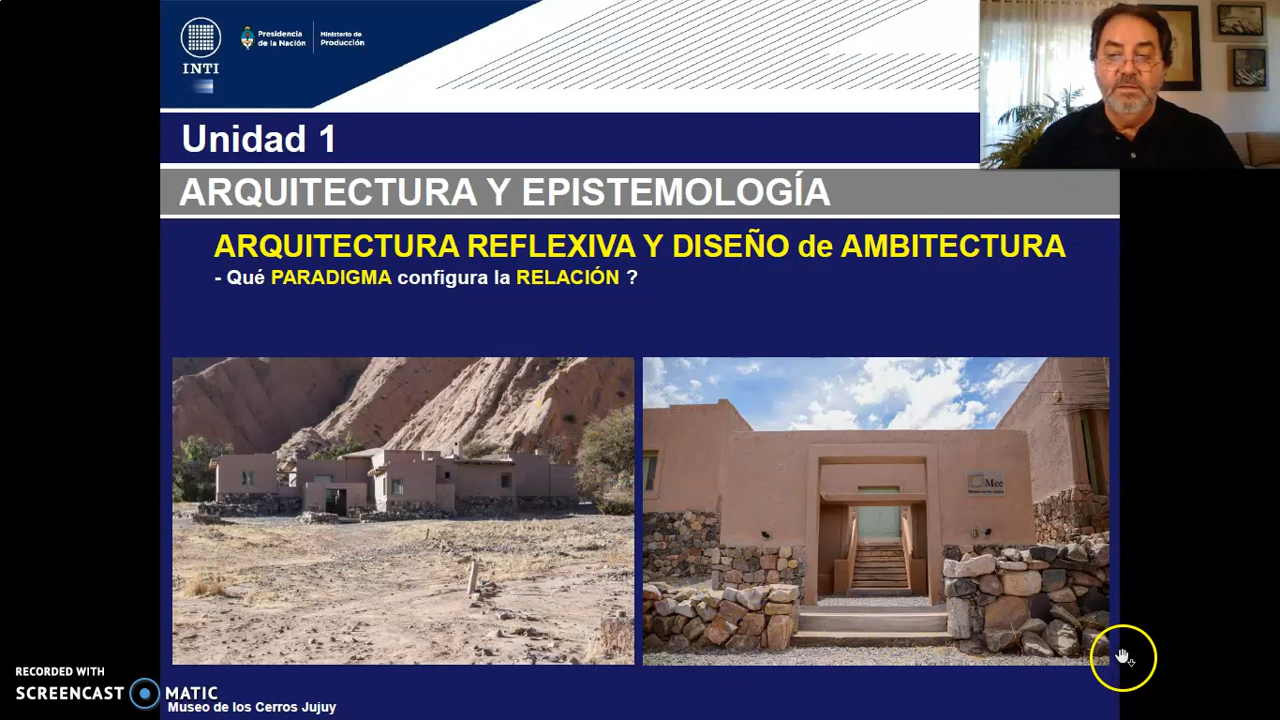 INTI
Presidencia
de la Nación
Ministerio de
Producción
Unidad 1
ARQUITECTURA Y EPISTEMOLOGÍA
ARQUITECTURA REFLEXIVA Y DISEÑO de AMBITECTURA
- Qué PARADIGMA configura la RELACIÓN ?
Mec
RECORDED WITH
SCREENCAST MATIC
Museo de los Cerros Jujuy